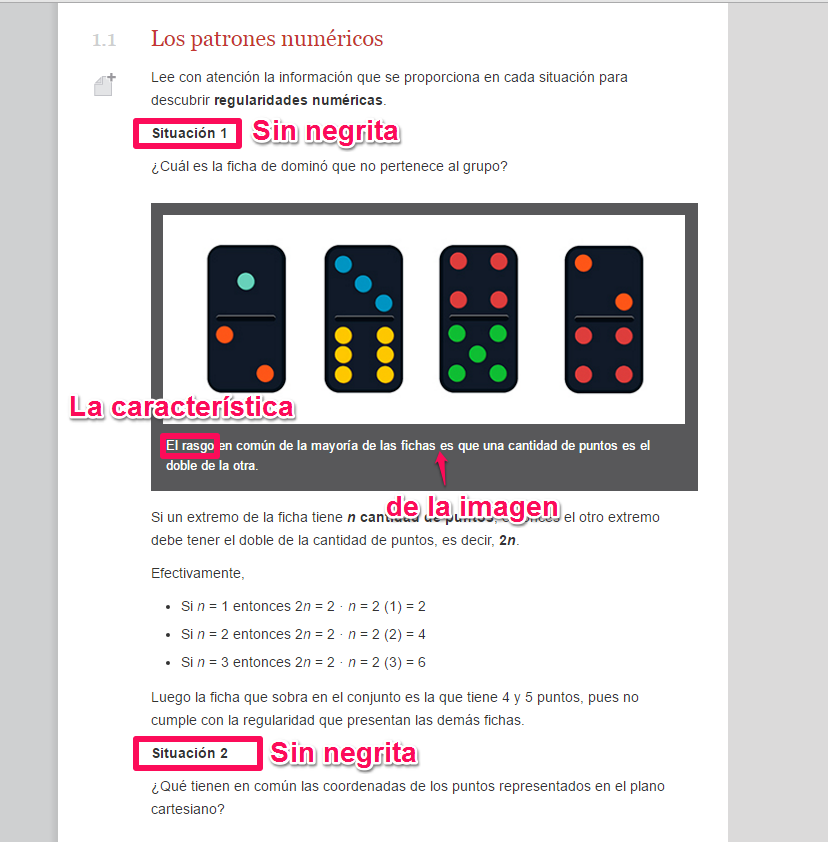 1.1 Los patrones numéricos
Lee con atención la información que se proporciona en cada situación para
descubrir regularidades numéricas.
Situación 1 Sin negrita
¿Cuál es la ficha de dominó que no pertenece al grupo?
La característica
El rasgo en común de la mayoría de las fichas es que una cantidad de puntos es el
doble de la otra.
de la imagen
Si un extremo de la ficha tiene n cantidad de puntos, entonces el otro extremo
debe tener el doble de la cantidad de puntos, es decir, 2n.
Efectivamente,
• Si n = 1 entonces 2n = 2 · n = 2 (1) = 2
• Si n = 2 entonces 2n = 2 · n = 2 (2) = 4
• Si n = 3 entonces 2n = 2 · n = 2 (3) = 6
Luego la ficha que sobra en el conjunto es la que tiene 4 y 5 puntos, pues no
cumple con la regularidad que presentan las demás fichas.
Situación 2 Sin negrita
¿Qué tienen en común las coordenadas de los puntos representados en el plano
cartesiano?